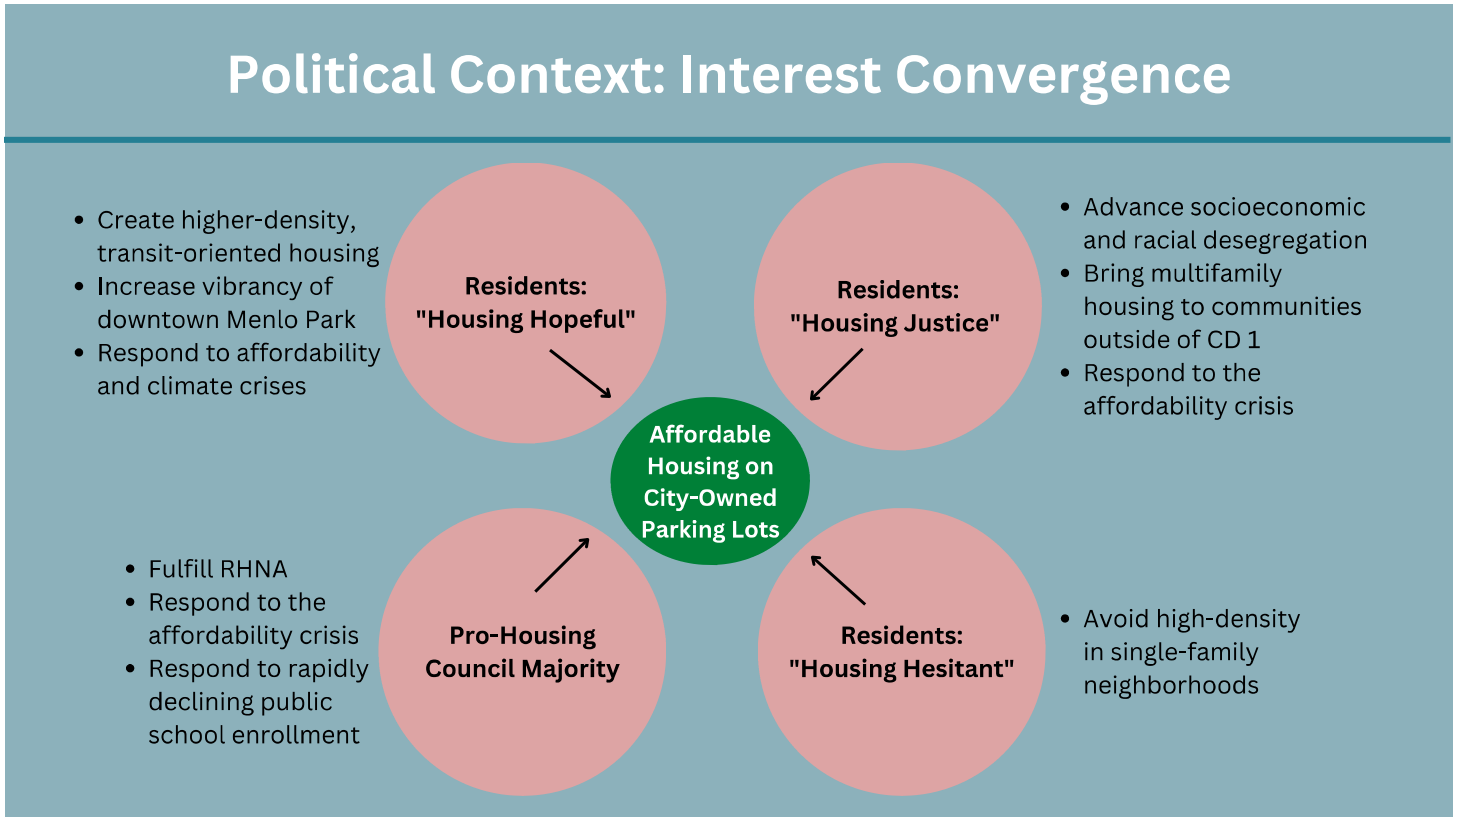 Political Context: Interest Convergence
• Create higher-density,
transit-oriented housing
• Increase vibrancy of
downtown Menlo Park
• Respond to affordability
and climate crises
Residents:
"Housing Hopeful"
Residents:
"Housing Justice"
• Advance socioeconomic
and racial desegregation
• Bring multifamily
housing to communities
outside of CD 1
• Respond to the
affordability crisis
Affordable
Housing on
City-Owned
Parking Lots
• Fulfill RHNA
• Respond to the
affordability crisis
• Respond to rapidly
declining public
school enrollment
Pro-Housing
Council Majority
Residents:
"Housing Hesitant"
• Avoid high-density
in single-family
neighborhoods